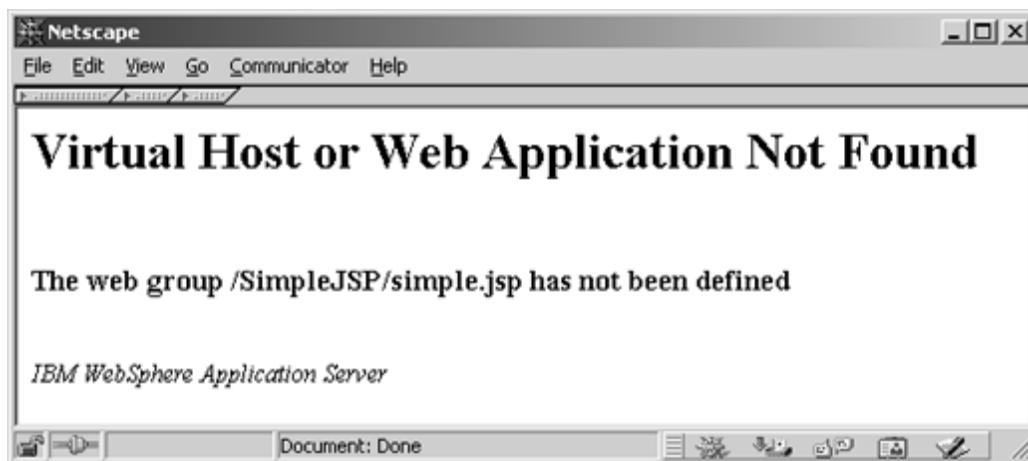 Netscape
File Edit View Go Communicator Help
Virtual Host or Web Application Not Found
The web group /SimpleJSP/simple.jsp has not been defined
IBM WebSphere Application Server
Document: Done